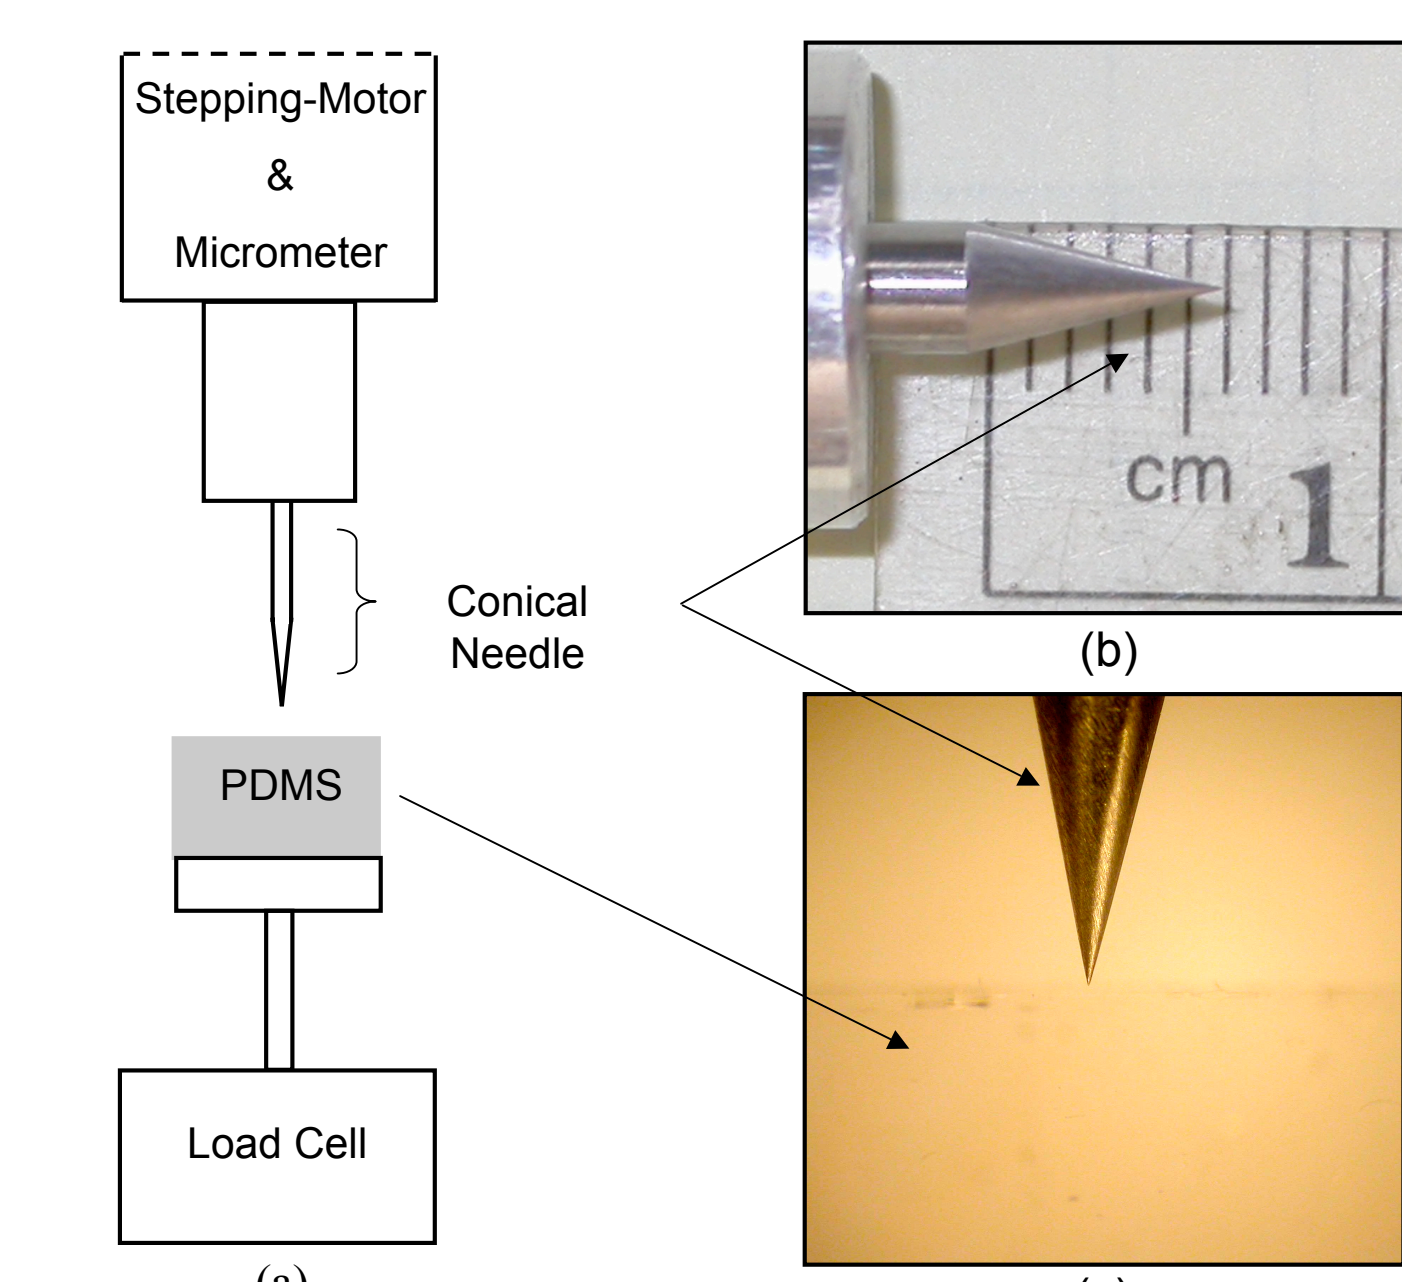 Stepping-Motor
&
Micrometer
Conical
Needle
PDMS
Load Cell
(a)
cm
1
(b)